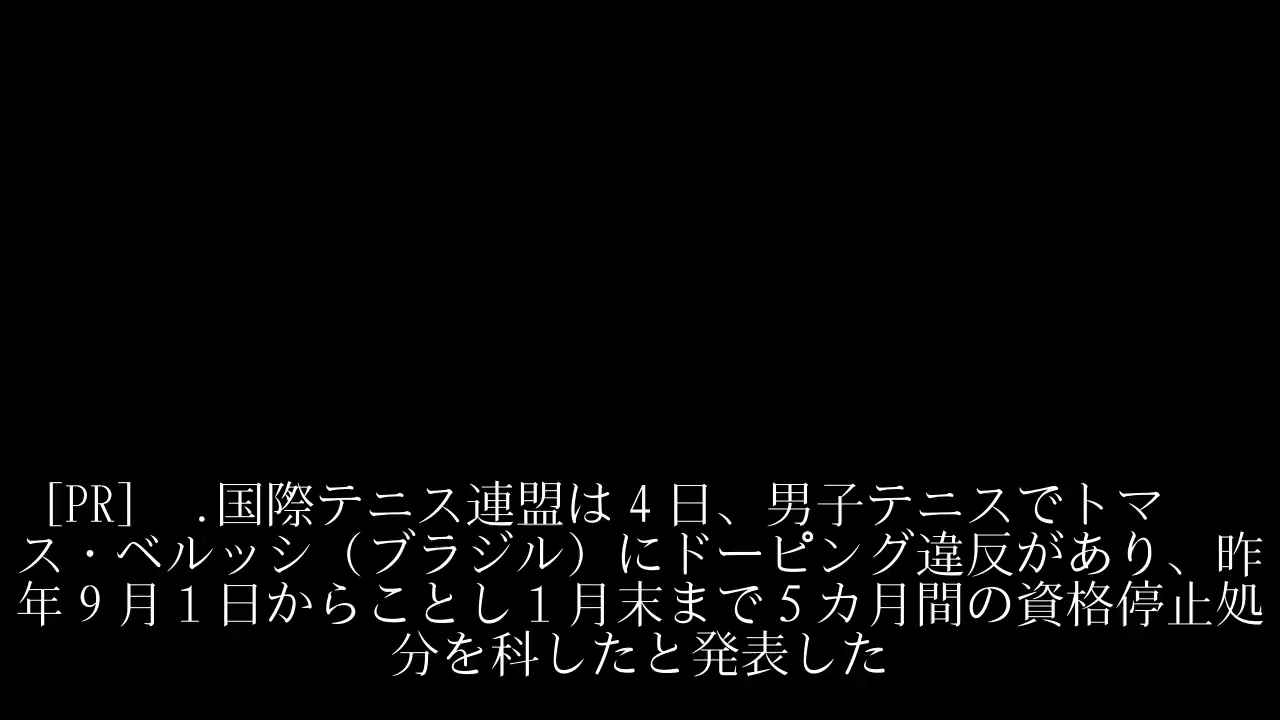 ［PR］　.国際テニス連盟は４日、男子テニスでトマ
ス・ベルッシ（ブラジル）にドーピング違反があり、昨
年９月１日からことし１月末まで５カ月間の資格停止処
分を科したと発表した